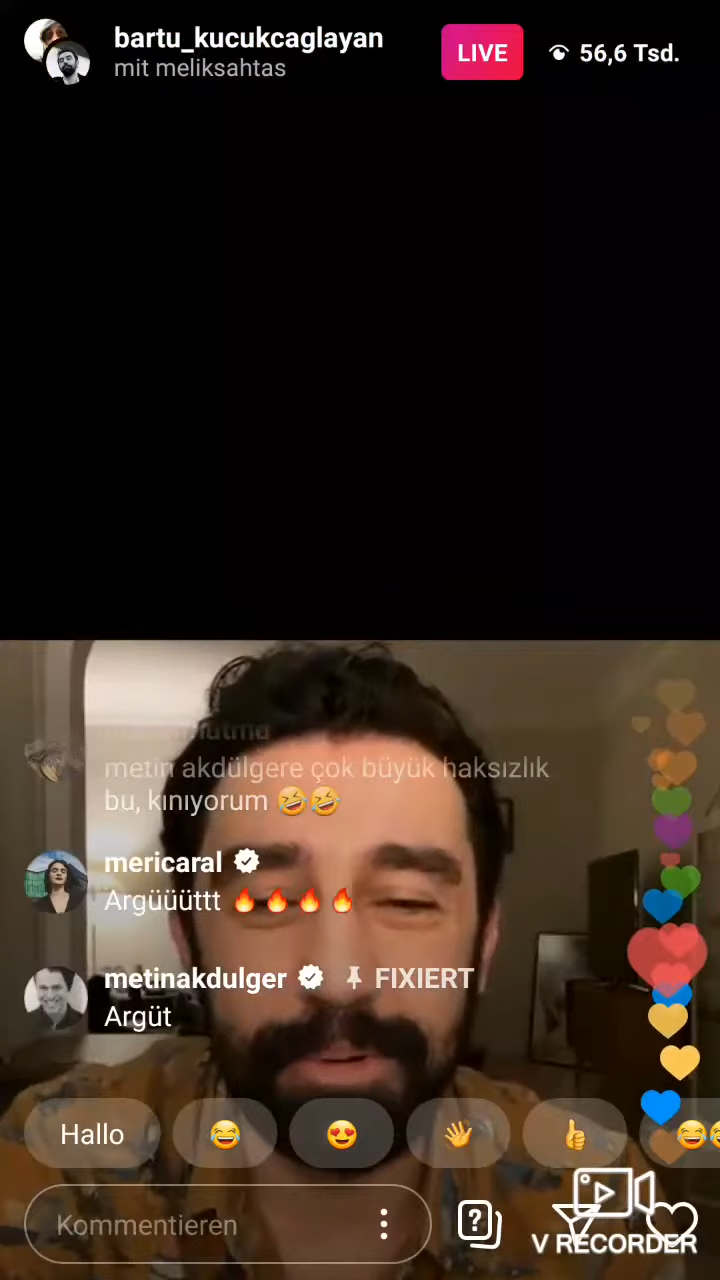 bartu_kucukcaglayan
mit meliksahtas
LIVE
56,6 Tsd.
metin akdülgere çok büyük haksızlık
bu, kınıyorum 🤣🤣
mericaral
Argüüüttt 🔥🔥🔥🔥
metinakdulger FIXIERT
Argüt
Hallo
Kommentieren
V RECORDER